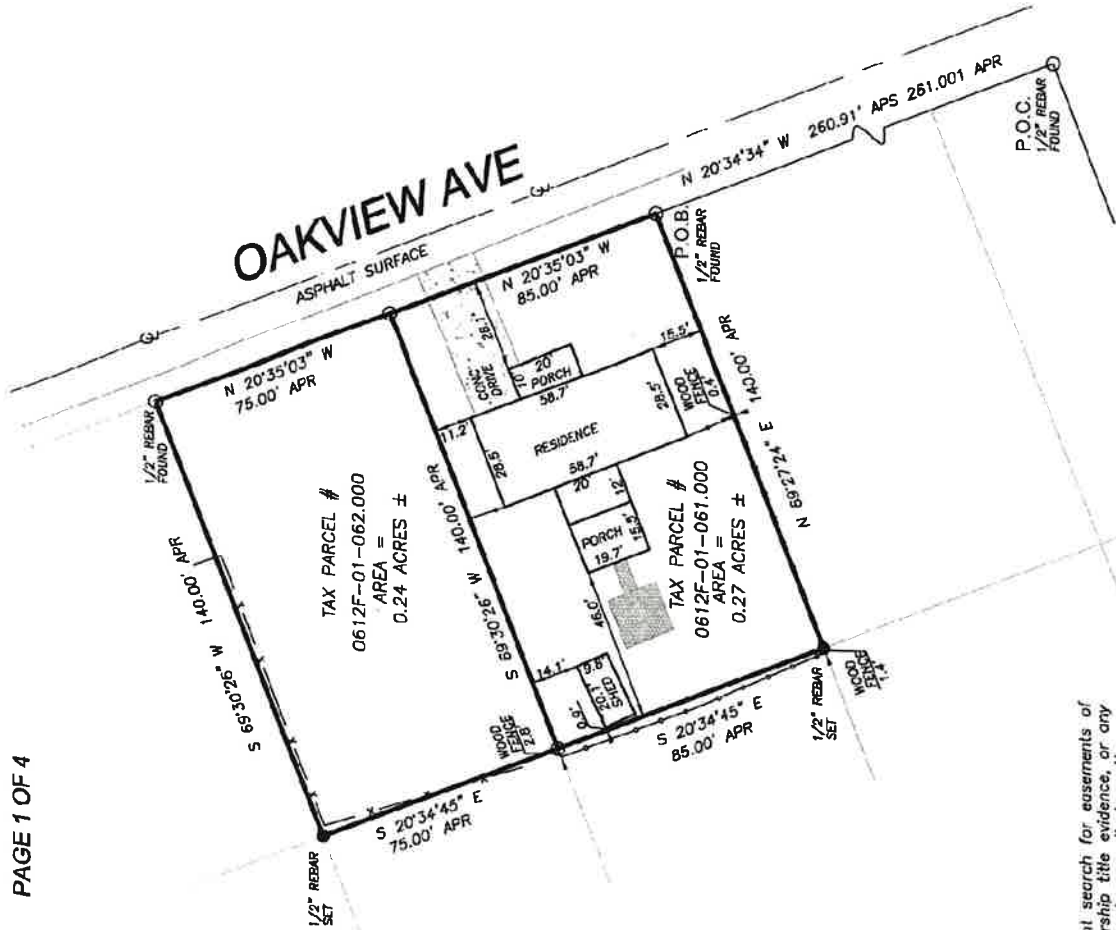 PAGE 1 OF 4
OAKVIEW AVE
ASPHALT SURFACE
N 20°34'34" W 260.91' APS 261.001 APR
P.O.C.
1/2" REBAR
FOUND
P.O.B.
1/2" REBAR
FOUND
N 20°35'03" W
85.00' APR
N 20°35'03" W
75.00' APR
1/2" REBAR
FOUND
S 69°30'26" W 140.00' APR
TAX PARCEL #
0612F-01-062.000
AREA =
0.24 ACRES ±
S 69°30'26" W 140.00' APR
CONC
DRIVE
28.1'
10'
20'
PORCH
58.7'
11.2'
28.5'
RESIDENCE
58.7'
28.5'
15.5'
WOOD
FENCE
0.4'
N 69°27'24" E 140.00' APR
20'
12'
PORCH
15.5'
19.7'
46.0'
TAX PARCEL #
0612F-01-061.000
AREA =
0.27 ACRES ±
14.1'
9.8'
SHED
20.1'
0.9'
WOOD
FENCE
2.8'
S 20°34'45" E
85.00' APR
WOOD
FENCE
1.4'
1/2" REBAR
SET
S 20°34'45" E
75.00' APR
1/2" REBAR
SET
t search for easements of
rship title evidence, or any